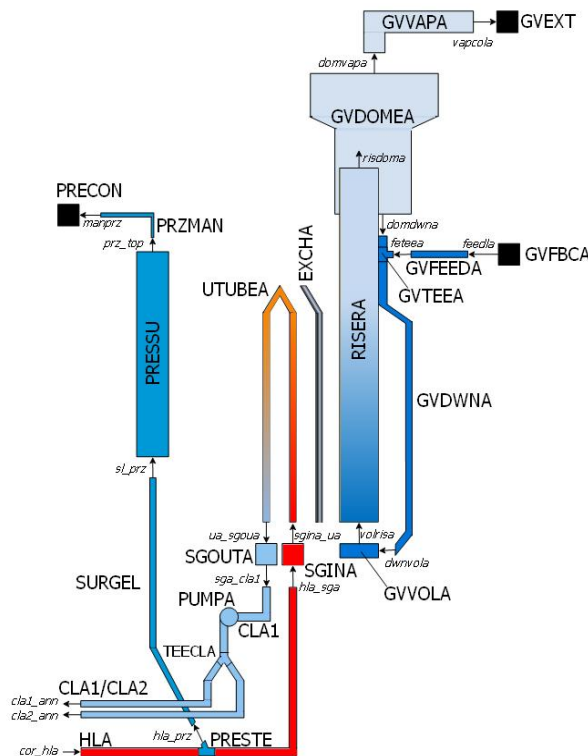 GVVAPA
GVEXT
vapcola
domvapa
GVDOMEA
risdoma
PRECON
manprz
PRZMAN
prz_top
domdwna
feteea
feedla
GVFEEDA
GVFBCA
GVTEEA
EXCHA
UTUBEA
RISERA
PRESSU
GVDWNA
sl_prz
ua_sgoua
sgina_ua
volrisa
SGOUTA
SGINA
dwnvola
sga_cla1
hla_sga
GVVOLA
SURGEL
PUMPA
CLA1
TEECLA
CLA1/CLA2
cla1_ann
cla2_ann
hla_prz
HLA
PRESTE
cor_hla